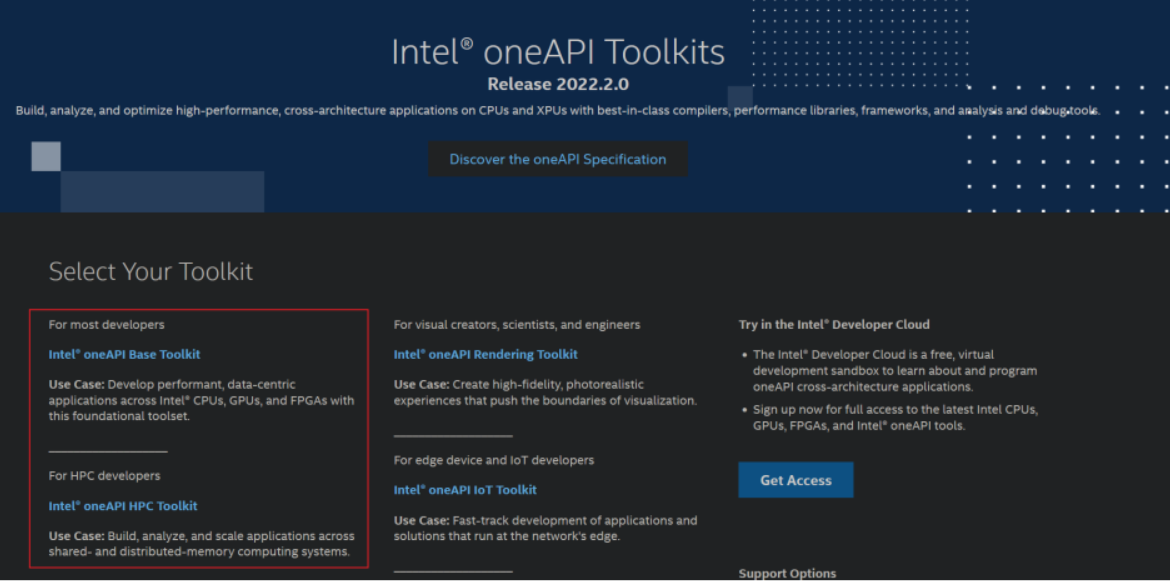 Intel® oneAPI Toolkits
Release 2022.2.0
Build, analyze, and optimize high-performance, cross-architecture applications on CPUs and XPUs with best-in-class compilers, performance libraries, frameworks, and analysis and debug tools.
Discover the oneAPI Specification
Select Your Toolkit
For most developers
Intel® oneAPI Base Toolkit
Use Case: Develop performant, data-centric
applications across Intel® CPUs, GPUs, and FPGAs with
this foundational toolset.
For HPC developers
Intel® oneAPI HPC Toolkit
Use Case: Build, analyze, and scale applications across
shared- and distributed-memory computing systems.
For visual creators, scientists, and engineers
Intel® oneAPI Rendering Toolkit
Use Case: Create high-fidelity, photorealistic
experiences that push the boundaries of visualization.
For edge device and IoT developers
Intel® oneAPI IoT Toolkit
Use Case: Fast-track development of applications and
solutions that run at the network's edge.
Try in the Intel® Developer Cloud
• The Intel® Developer Cloud is a free, virtual
development sandbox to learn about and program
oneAPI cross-architecture applications.
• Sign up now for full access to the latest Intel CPUs,
GPUs, FPGAs, and Intel® oneAPI tools.
Get Access
Support Options